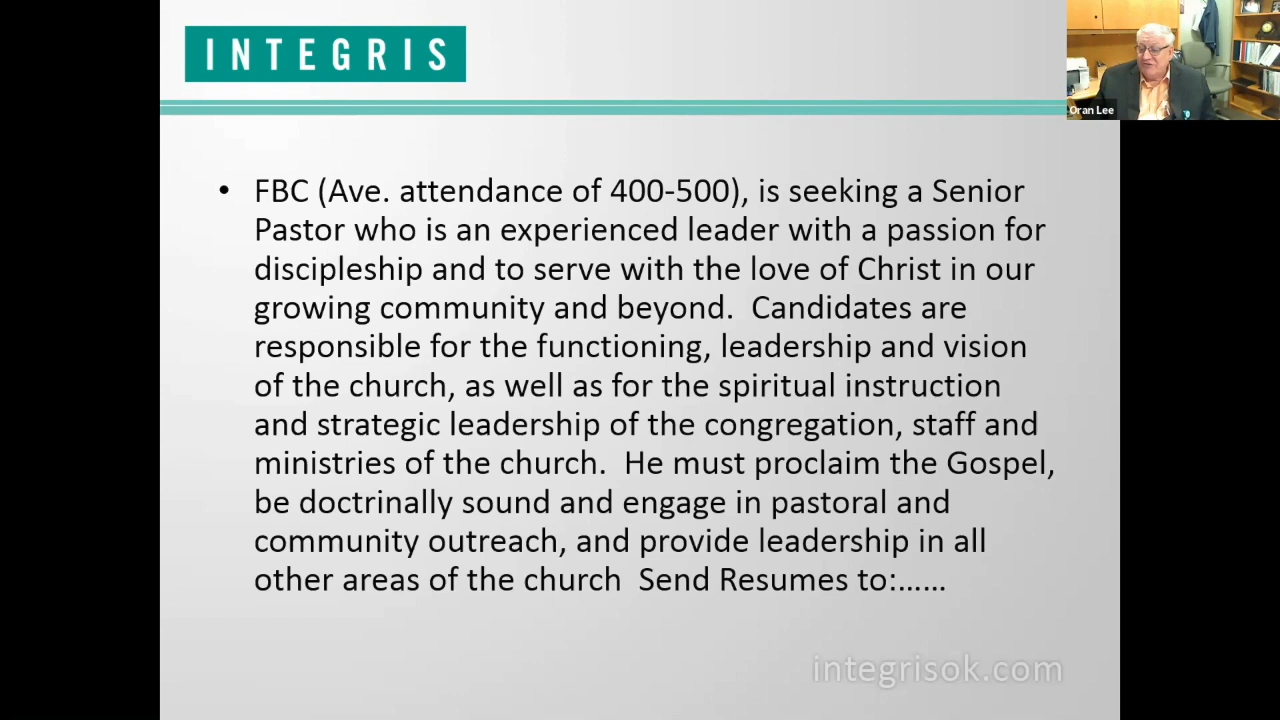 INTEGRIS
Oran Lee
• FBC (Ave. attendance of 400-500), is seeking a Senior
Pastor who is an experienced leader with a passion for
discipleship and to serve with the love of Christ in our
growing community and beyond.  Candidates are
responsible for the functioning, leadership and vision
of the church, as well as for the spiritual instruction
and strategic leadership of the congregation, staff and
ministries of the church.  He must proclaim the Gospel,
be doctrinally sound and engage in pastoral and
community outreach, and provide leadership in all
other areas of the church  Send Resumes to:......
integrisok.com